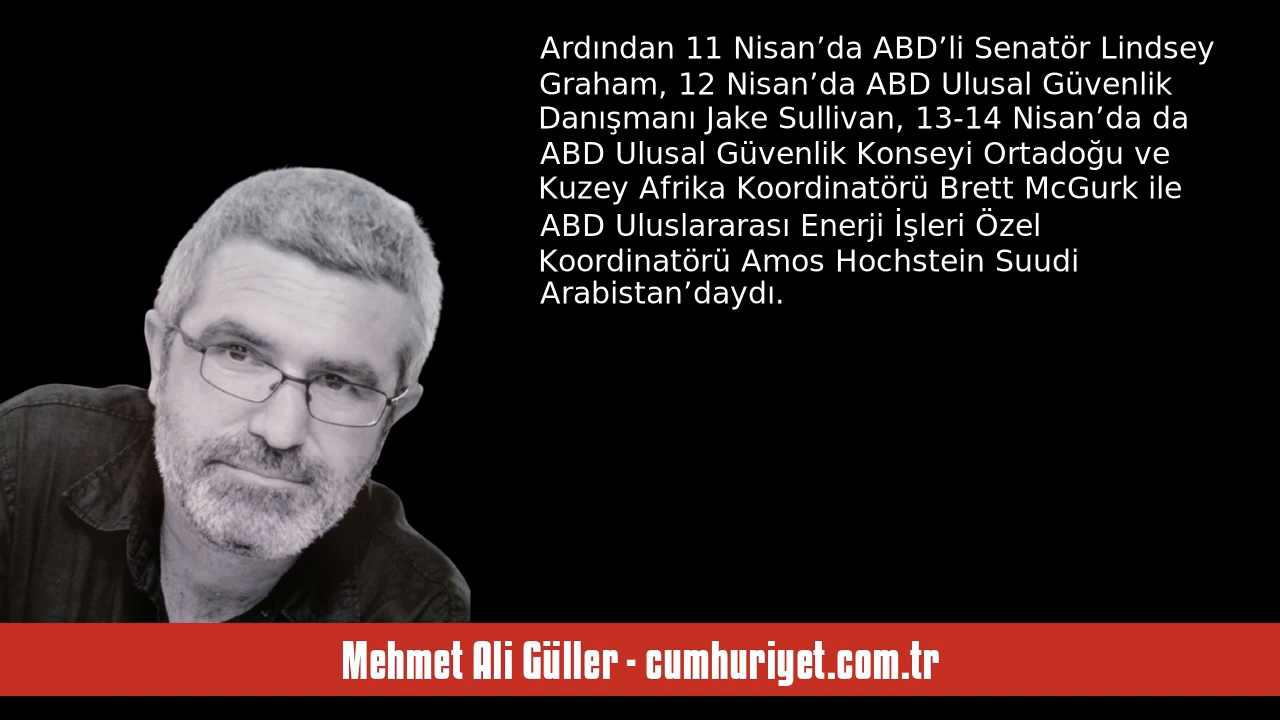 Ardından 11 Nisan’da ABD’li Senatör Lindsey
Graham, 12 Nisan’da ABD Ulusal Güvenlik
Danışmanı Jake Sullivan, 13-14 Nisan’da da
ABD Ulusal Güvenlik Konseyi Ortadoğu ve
Kuzey Afrika Koordinatörü Brett McGurk ile
ABD Uluslararası Enerji İşleri Özel
Koordinatörü Amos Hochstein Suudi
Arabistan’daydı.
Mehmet Ali Güller - cumhuriyet.com.tr